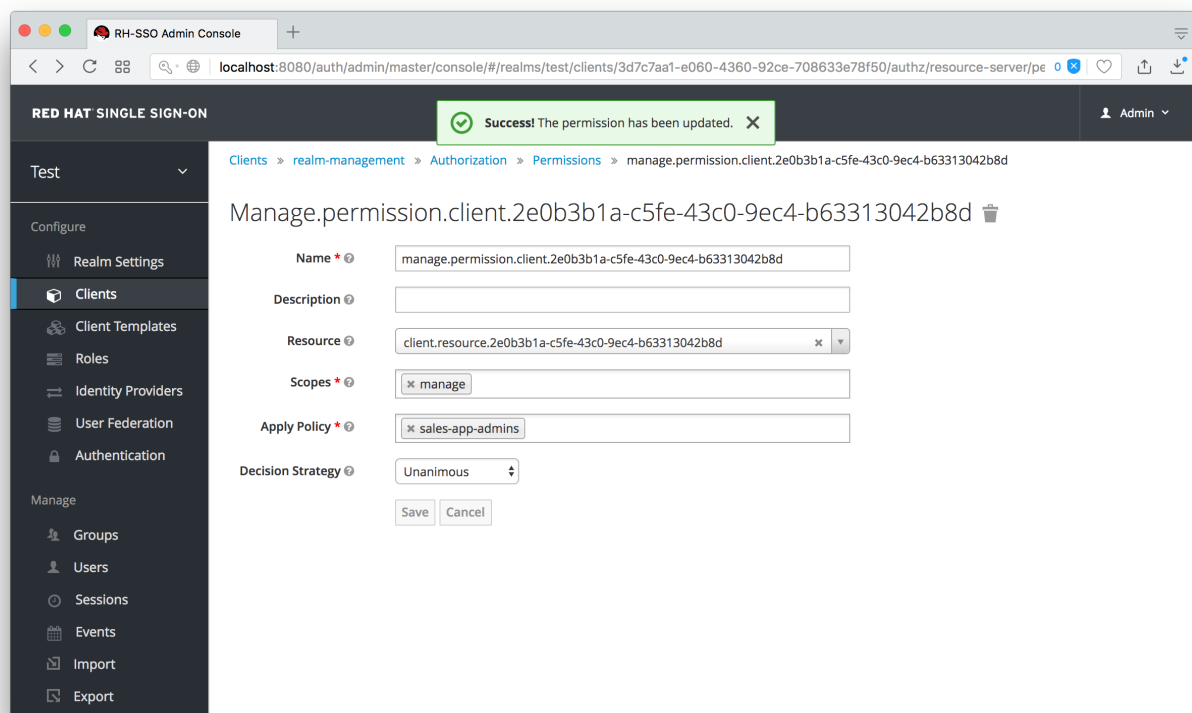 RH-SSO Admin Console
localhost:8080/auth/admin/master/console/#/realms/test/clients/3d7c7aa1-e060-4360-92ce-708633e78f50/authz/resource-server/pe 0
RED HAT SINGLE SIGN-ON
Success! The permission has been updated.
Admin
Test
Clients » realm-management » Authorization » Permissions » manage.permission.client.2e0b3b1a-c5fe-43c0-9ec4-b63313042b8d
Manage.permission.client.2e0b3b1a-c5fe-43c0-9ec4-b63313042b8d
Configure
Realm Settings
Clients
Client Templates
Roles
Identity Providers
User Federation
Authentication
Manage
Groups
Users
Sessions
Events
Import
Export
Name * manage.permission.client.2e0b3b1a-c5fe-43c0-9ec4-b63313042b8d
Description
Resource client.resource.2e0b3b1a-c5fe-43c0-9ec4-b63313042b8d
Scopes * manage
Apply Policy * sales-app-admins
Decision Strategy Unanimous
Save Cancel